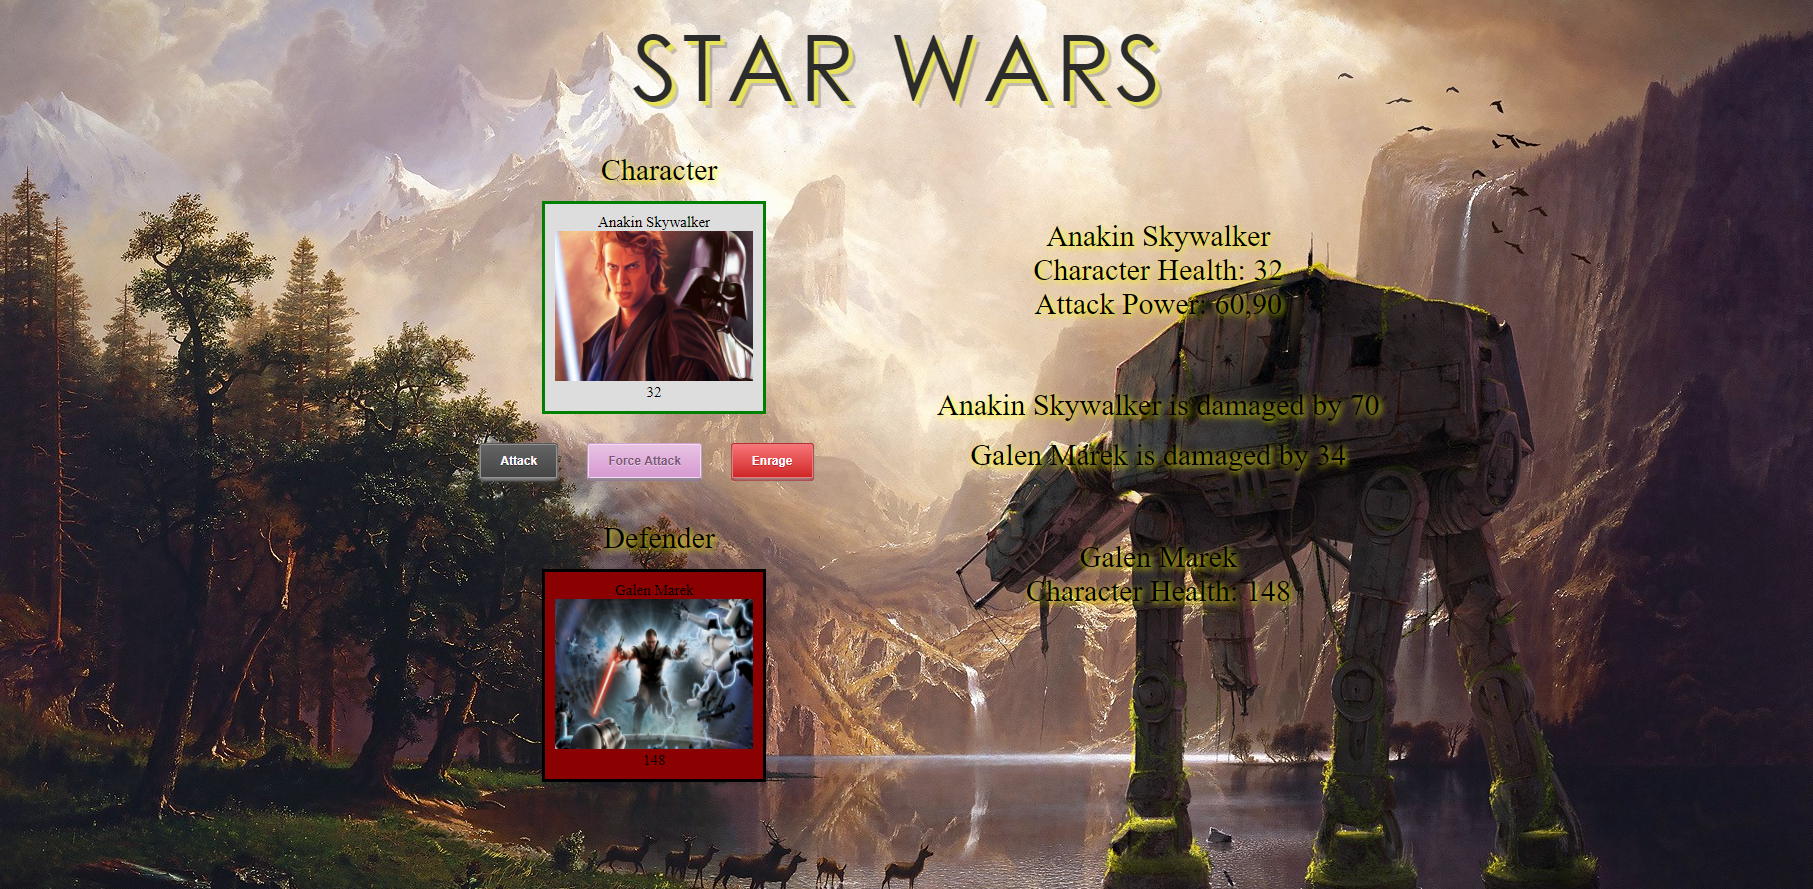 STAR WARS
Character
Anakin Skywalker
32
Attack
Force Attack
Enrage
Defender
Galen Marek
148
Anakin Skywalker
Character Health: 32
Attack Power: 60,90
Anakin Skywalker is damaged by 70
Galen Marek is damaged by 34
Galen Marek
Character Health: 148